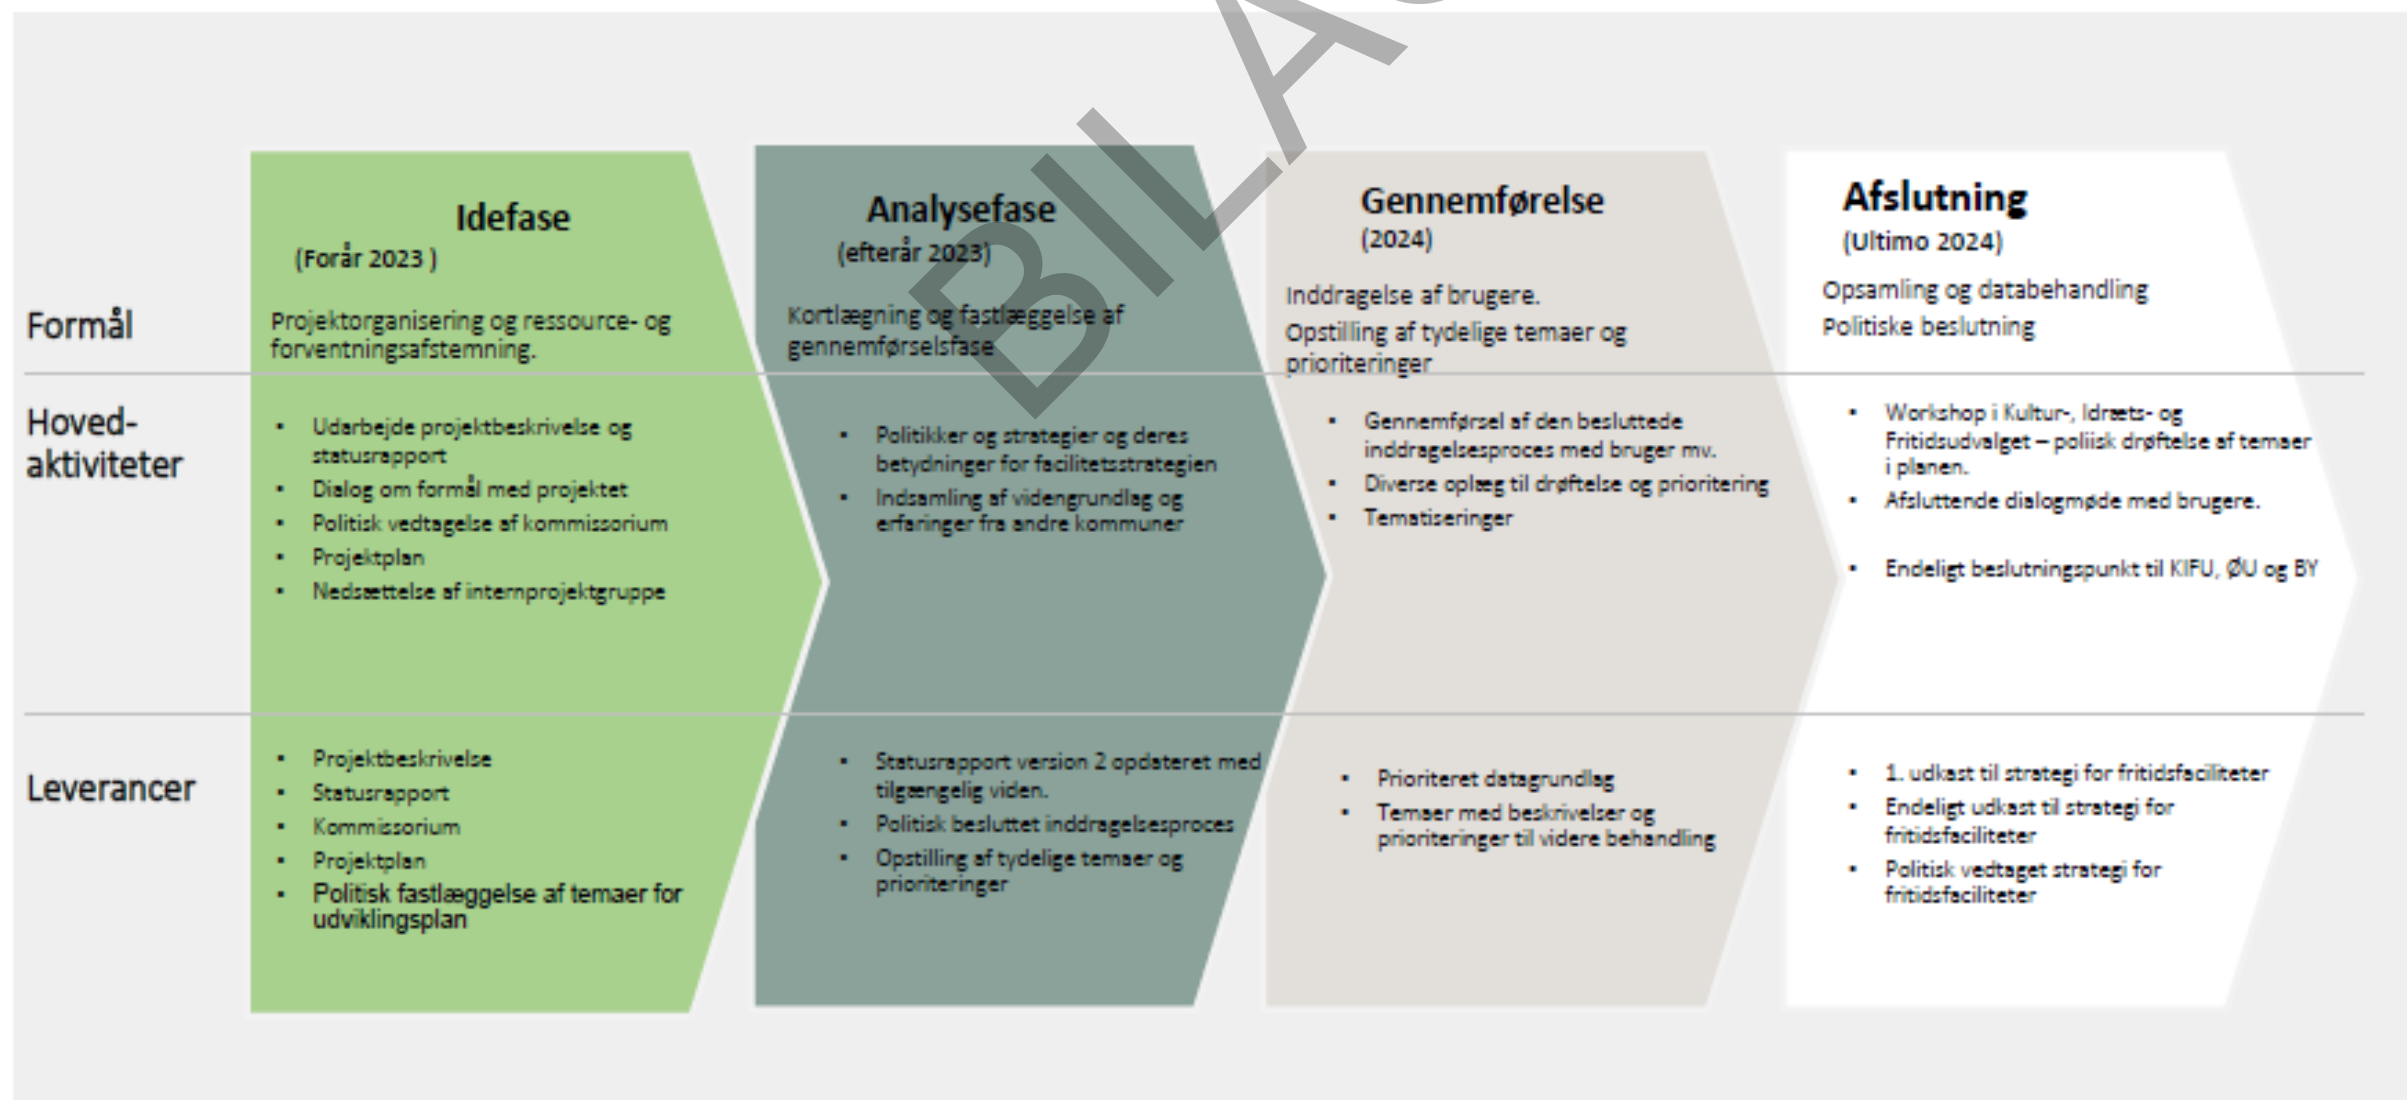 BILA
Idefase
(Forår 2023 )
Projektorganisering og ressource- og
forventningsafstemning.
Analysefase
(efterår 2023)
Kortlægning og fastlæggelse af
gennemførselsfase
Gennemførelse
(2024)
Inddragelse af brugere.
Opstilling af tydelige temaer og
prioriteringer
Afslutning
(Ultimo 2024)
Opsamling og databehandling
Politiske beslutning
Formål
Hoved-
aktiviteter
▪ Udarbejde projektbeskrivelse og
statusrapport
▪ Dialog om formål med projektet
▪ Politisk vedtagelse af kommissorium
▪ Projektplan
▪ Nedsættelse af internprojektgruppe
▪ Politikker og strategier og deres
betydninger for facilitetsstrategien
▪ Indsamling af videngrundlag og
erfaringer fra andre kommuner
▪ Gennemførsel af den besluttede
inddragelsesproces med bruger mv.
▪ Diverse oplæg til drøftelse og prioritering
▪ Tematiseringer
▪ Workshop i Kultur-, Idræts- og
Fritidsudvalget – poliisk drøftelse af temaer
i planen.
▪ Afsluttende dialogmøde med brugere.
▪ Endeligt beslutningspunkt til KIFU, ØU og BY
Leverancer
▪ Projektbeskrivelse
▪ Statusrapport
▪ Kommissorium
▪ Projektplan
▪ Politisk fastlæggelse af temaer for
udviklingsplan
▪ Statusrapport version 2 opdateret med
tilgængelig viden.
▪ Politisk besluttet inddragelsesproces
▪ Opstilling af tydelige temaer og
prioriteringer
▪ Prioriteret datagrundlag
▪ Temaer med beskrivelser og
prioriteringer til videre behandling
▪ 1. udkast til strategi for fritidsfaciliteter
▪ Endeligt udkast til strategi for
fritidsfaciliteter
▪ Politisk vedtaget strategi for
fritidsfaciliteter